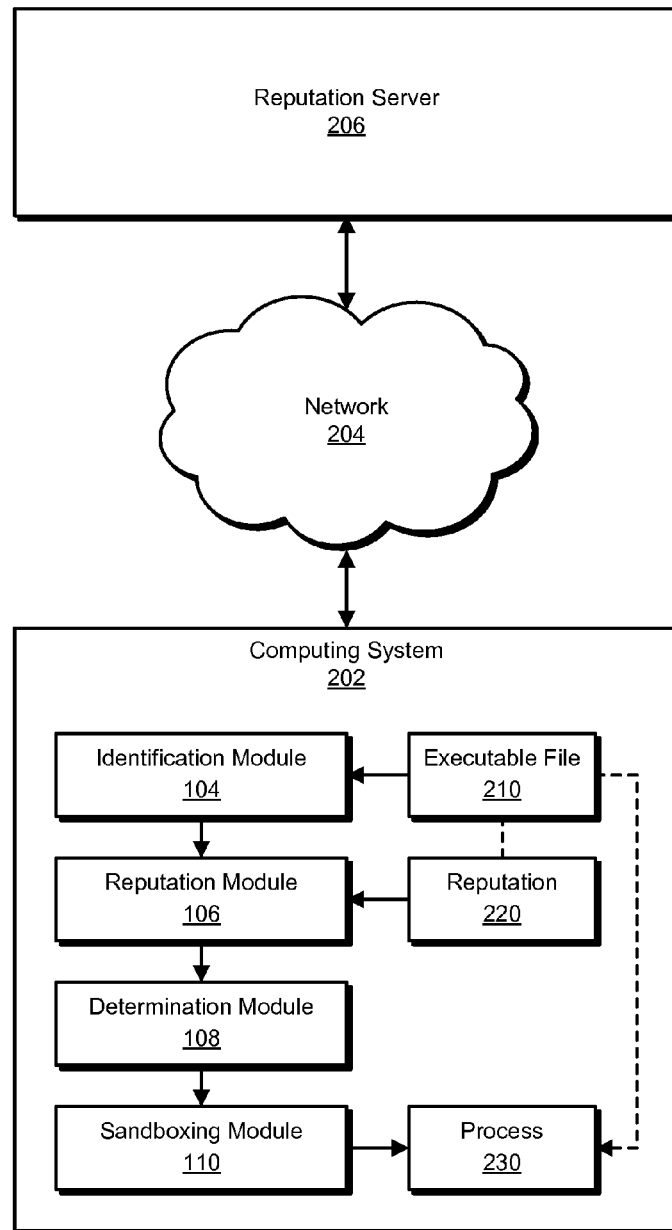 Reputation Server
206
Network
204
Computing System
202
Identification Module
104
Executable File
210
Reputation Module
106
Reputation
220
Determination Module
108
Sandboxing Module
110
Process
230